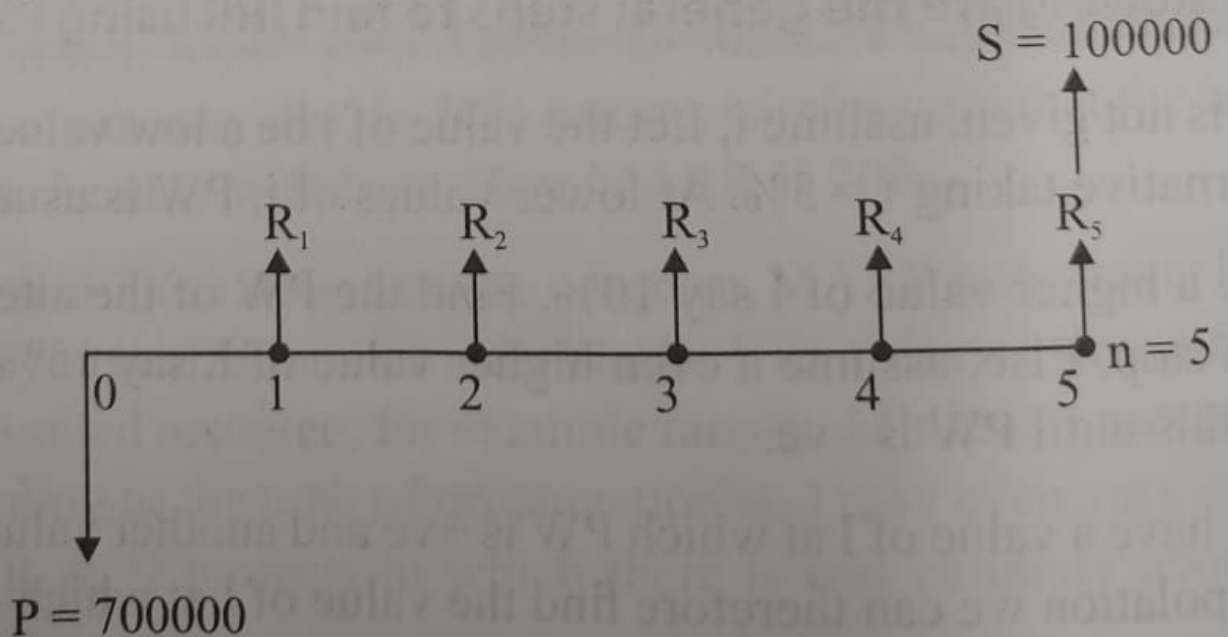 S = 100000
R₁ R₂ R₃ R₄ R₅
0 1 2 3 4 5 n = 5
P = 700000